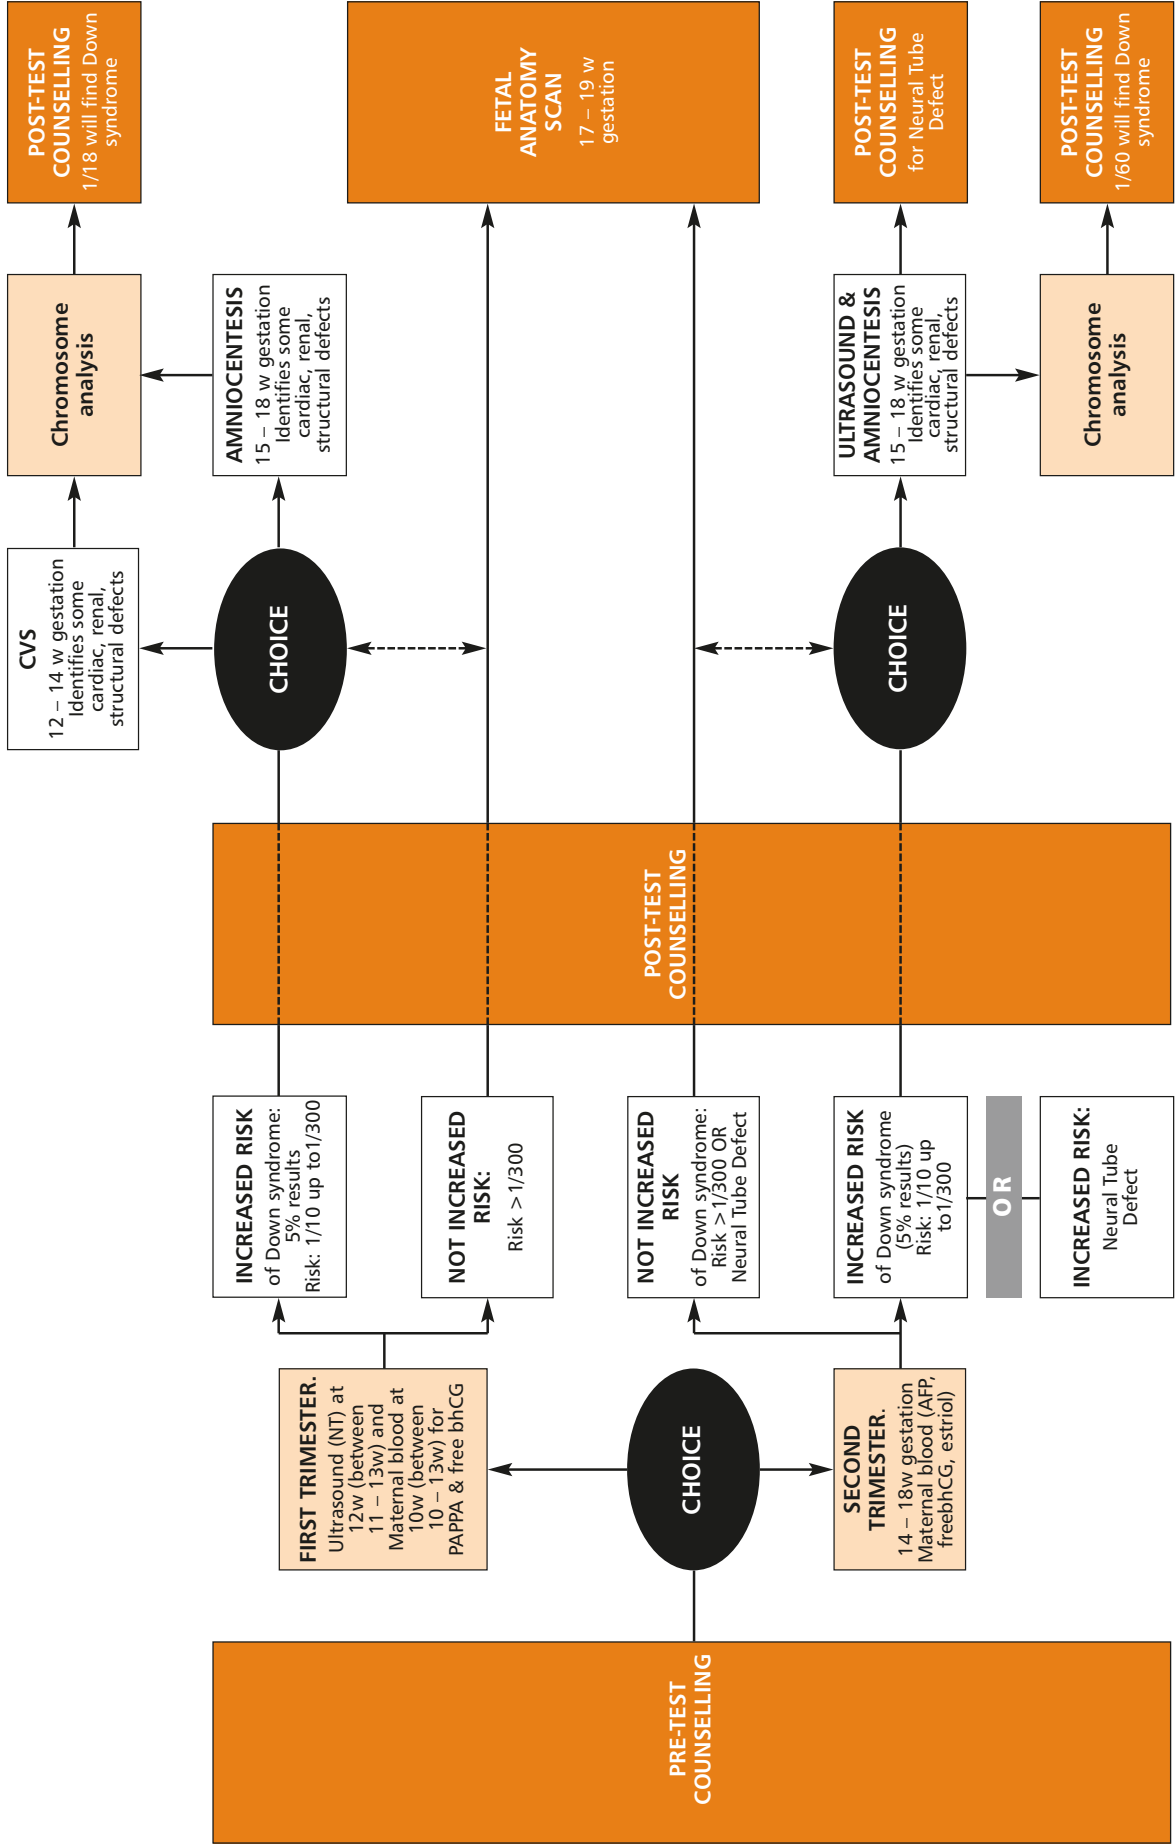 PRE-TEST
COUNSELLING
CHOICE
FIRST TRIMESTER.
Ultrasound (NT) at
12w (between
11 – 13w) and
Maternal blood at
10w (between
10 – 13w) for
PAPPA & free bhCG
SECOND
TRIMESTER.
14 – 18w gestation
Maternal blood (AFP,
freebhCG, estriol)
INCREASED RISK
of Down syndrome:
5% results
Risk: 1/10 up to1/300
NOT INCREASED
RISK:
Risk >1/300
NOT INCREASED
RISK
of Down syndrome:
Risk >1/300 OR
Neural Tube Defect
INCREASED RISK
of Down syndrome
(5% results)
Risk: 1/10 up
to1/300
OR
INCREASED RISK:
Neural Tube
Defect
POST-TEST
COUNSELLING
CHOICE
CHOICE
CVS
12 – 14 w gestation
Identifies some
cardiac, renal,
structural defects
AMNIOCENTESIS
15 – 18 w gestation
Identifies some
cardiac, renal,
structural defects
Chromosome
analysis
POST-TEST
COUNSELLING
1/18 will find Down
syndrome
FETAL
ANATOMY
SCAN
17 – 19 w
gestation
ULTRASOUND &
AMNIOCENTESIS
15 – 18 w gestation
Identifies some
cardiac, renal,
structural defects
POST-TEST
COUNSELLING
for Neural Tube
Defect
Chromosome
analysis
POST-TEST
COUNSELLING
1/60 will find Down
syndrome